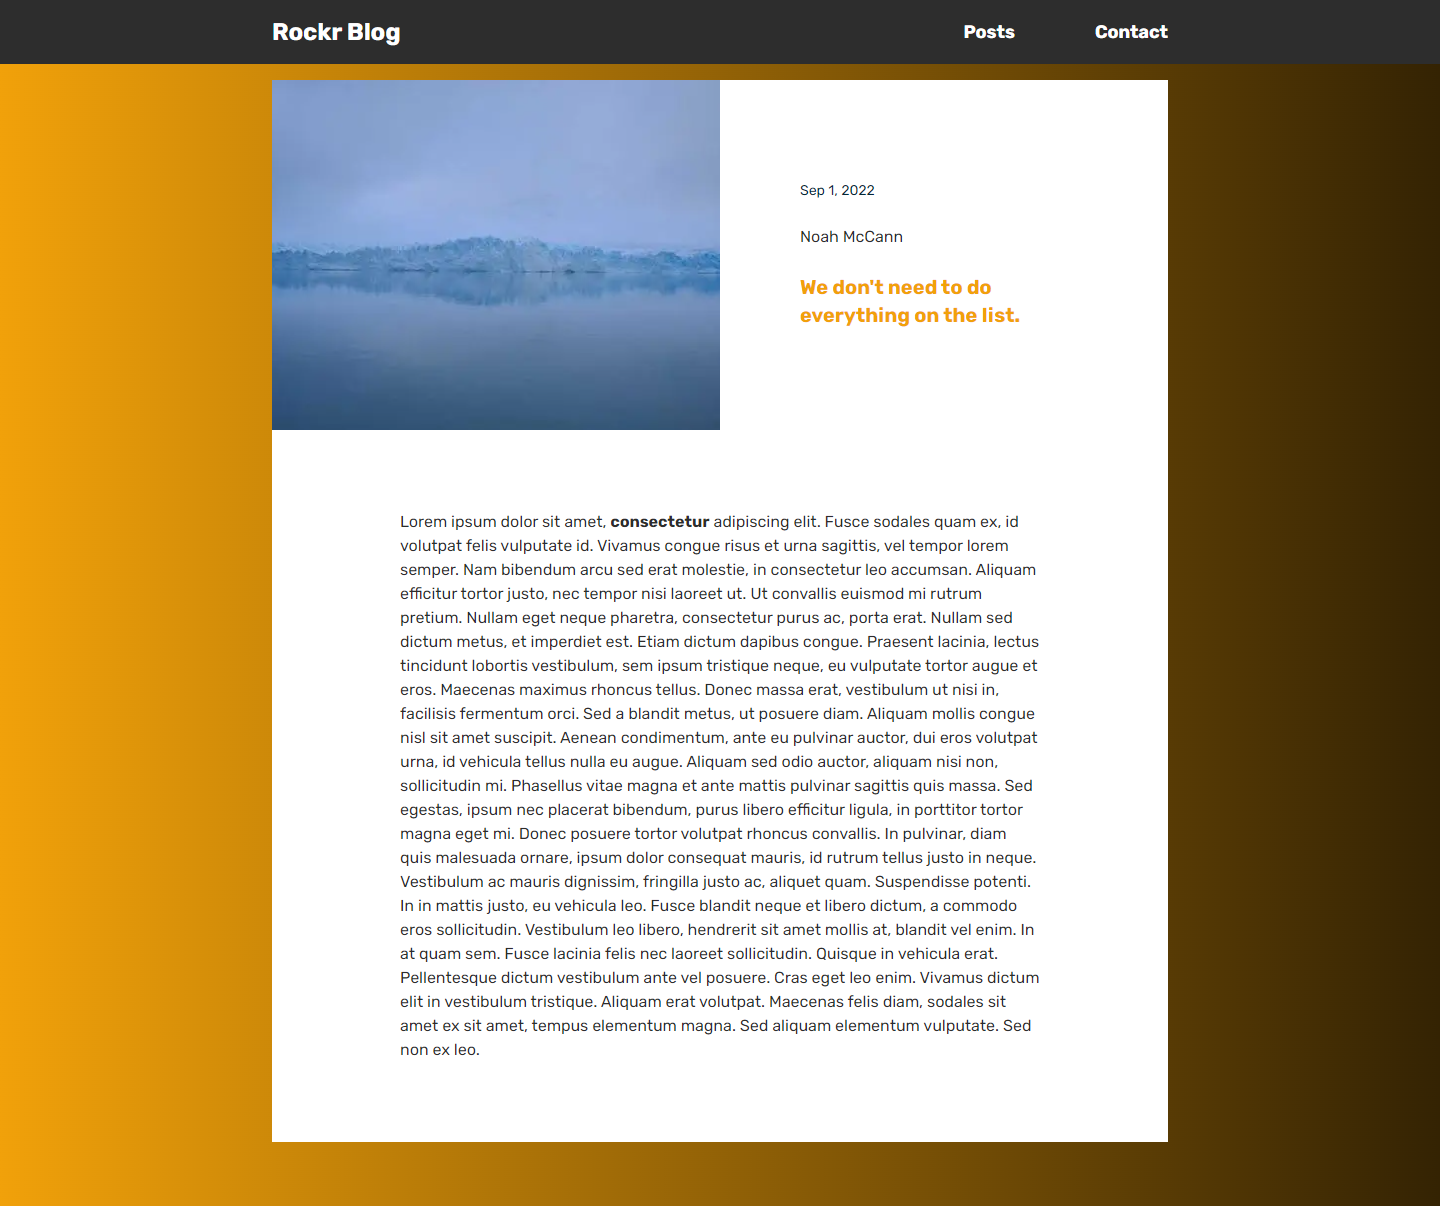 Rockr Blog
Posts
Contact
Sep 1, 2022
Noah McCann
We don't need to do
everything on the list.
Lorem ipsum dolor sit amet, consectetur adipiscing elit. Fusce sodales quam ex, id
volutpat felis vulputate id. Vivamus congue risus et urna sagittis, vel tempor lorem
semper. Nam bibendum arcu sed erat molestie, in consectetur leo accumsan. Aliquam
efficitur tortor justo, nec tempor nisi laoreet ut. Ut convallis euismod mi rutrum
pretium. Nullam eget neque pharetra, consectetur purus ac, porta erat. Nullam sed
dictum metus, et imperdiet est. Etiam dictum dapibus congue. Praesent lacinia, lectus
tincidunt lobortis vestibulum, sem ipsum tristique neque, eu vulputate tortor augue et
eros. Maecenas maximus rhoncus tellus. Donec massa erat, vestibulum ut nisi in,
facilisis fermentum orci. Sed a blandit metus, ut posuere diam. Aliquam mollis congue
nisl sit amet suscipit. Aenean condimentum, ante eu pulvinar auctor, dui eros volutpat
urna, id vehicula tellus nulla eu augue. Aliquam sed odio auctor, aliquam nisi non,
sollicitudin mi. Phasellus vitae magna et ante mattis pulvinar sagittis quis massa. Sed
egestas, ipsum nec placerat bibendum, purus libero efficitur ligula, in porttitor tortor
magna eget mi. Donec posuere tortor volutpat rhoncus convallis. In pulvinar, diam
quis malesuada ornare, ipsum dolor consequat mauris, id rutrum tellus justo in neque.
Vestibulum ac mauris dignissim, fringilla justo ac, aliquet quam. Suspendisse potenti.
In in mattis justo, eu vehicula leo. Fusce blandit neque et libero dictum, a commodo
eros sollicitudin. Vestibulum leo libero, hendrerit sit amet mollis at, blandit vel enim. In
at quam sem. Fusce lacinia felis nec laoreet sollicitudin. Quisque in vehicula erat.
Pellentesque dictum vestibulum ante vel posuere. Cras eget leo enim. Vivamus dictum
elit in vestibulum tristique. Aliquam erat volutpat. Maecenas felis diam, sodales sit
amet ex sit amet, tempus elementum magna. Sed aliquam elementum vulputate. Sed
non ex leo.